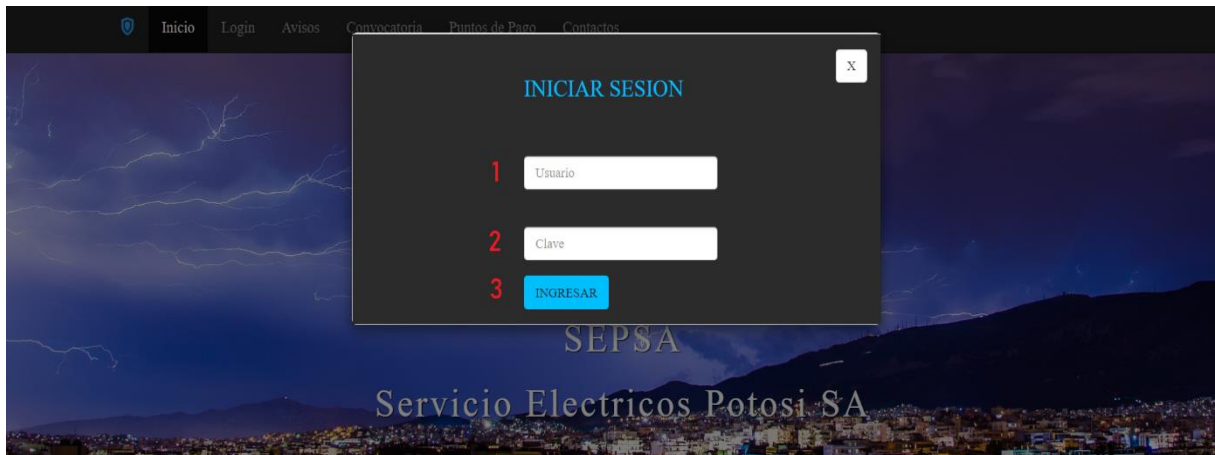 Inicio Login Avisos Convocatoria Puntos de Pago Contactos
X
INICIAR SESION
1 Usuario
2 Clave
3 INGRESAR
SEPSA
Servicio Electricos Potosi SA